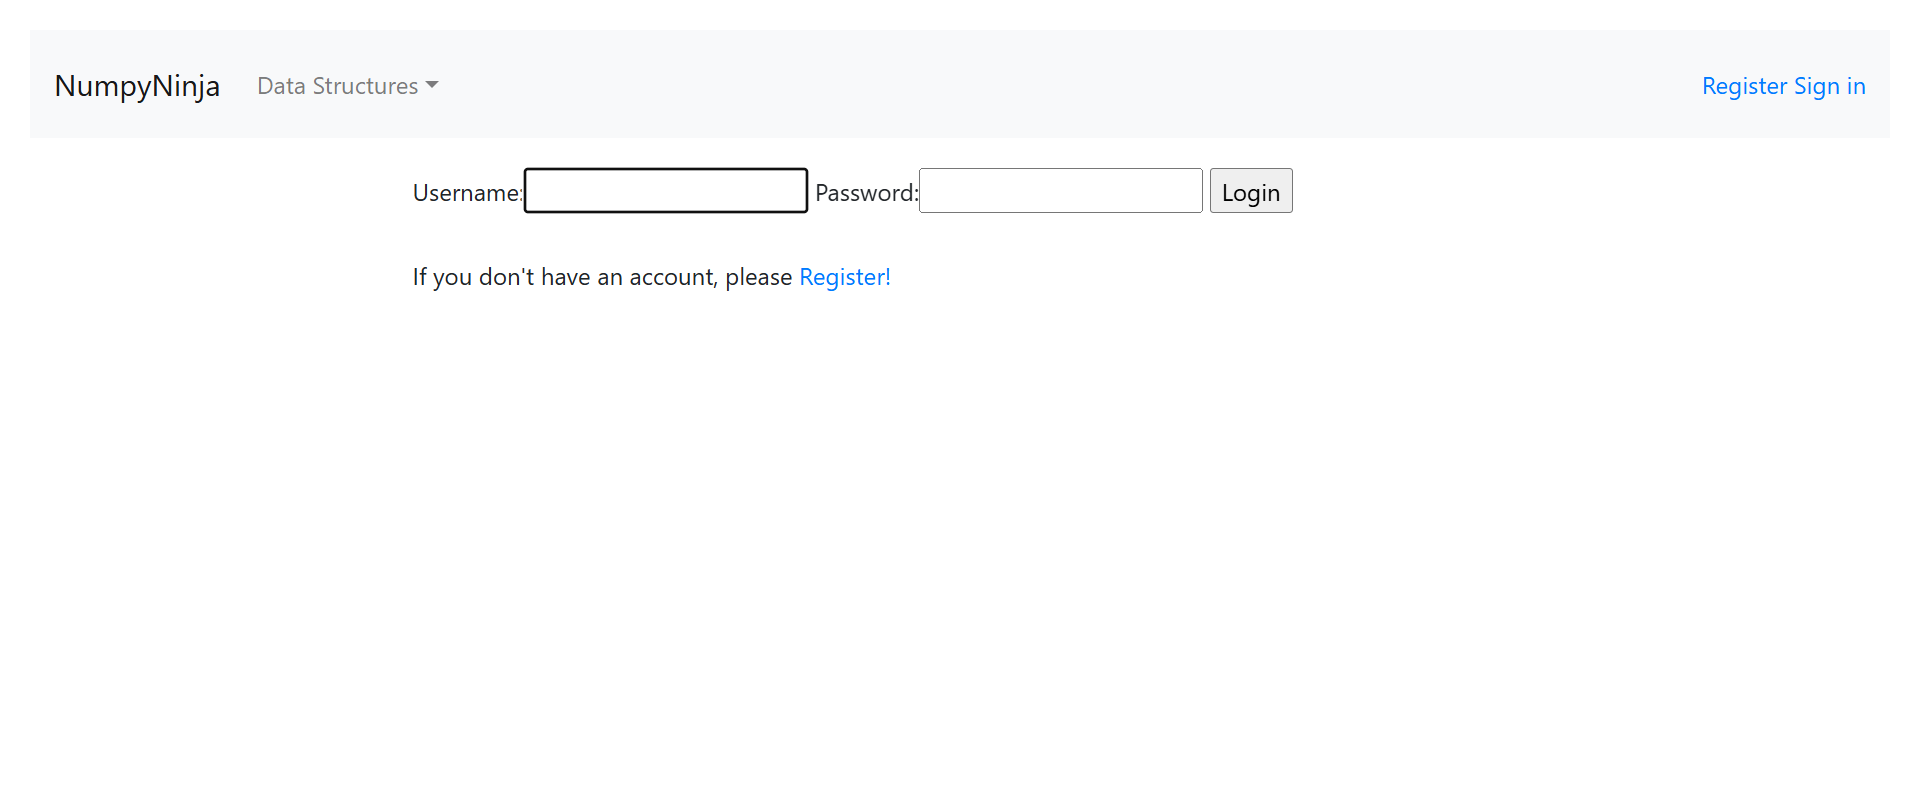 NumpyNinja Data Structures Register Sign in
Username: Password: Login
If you don't have an account, please Register!